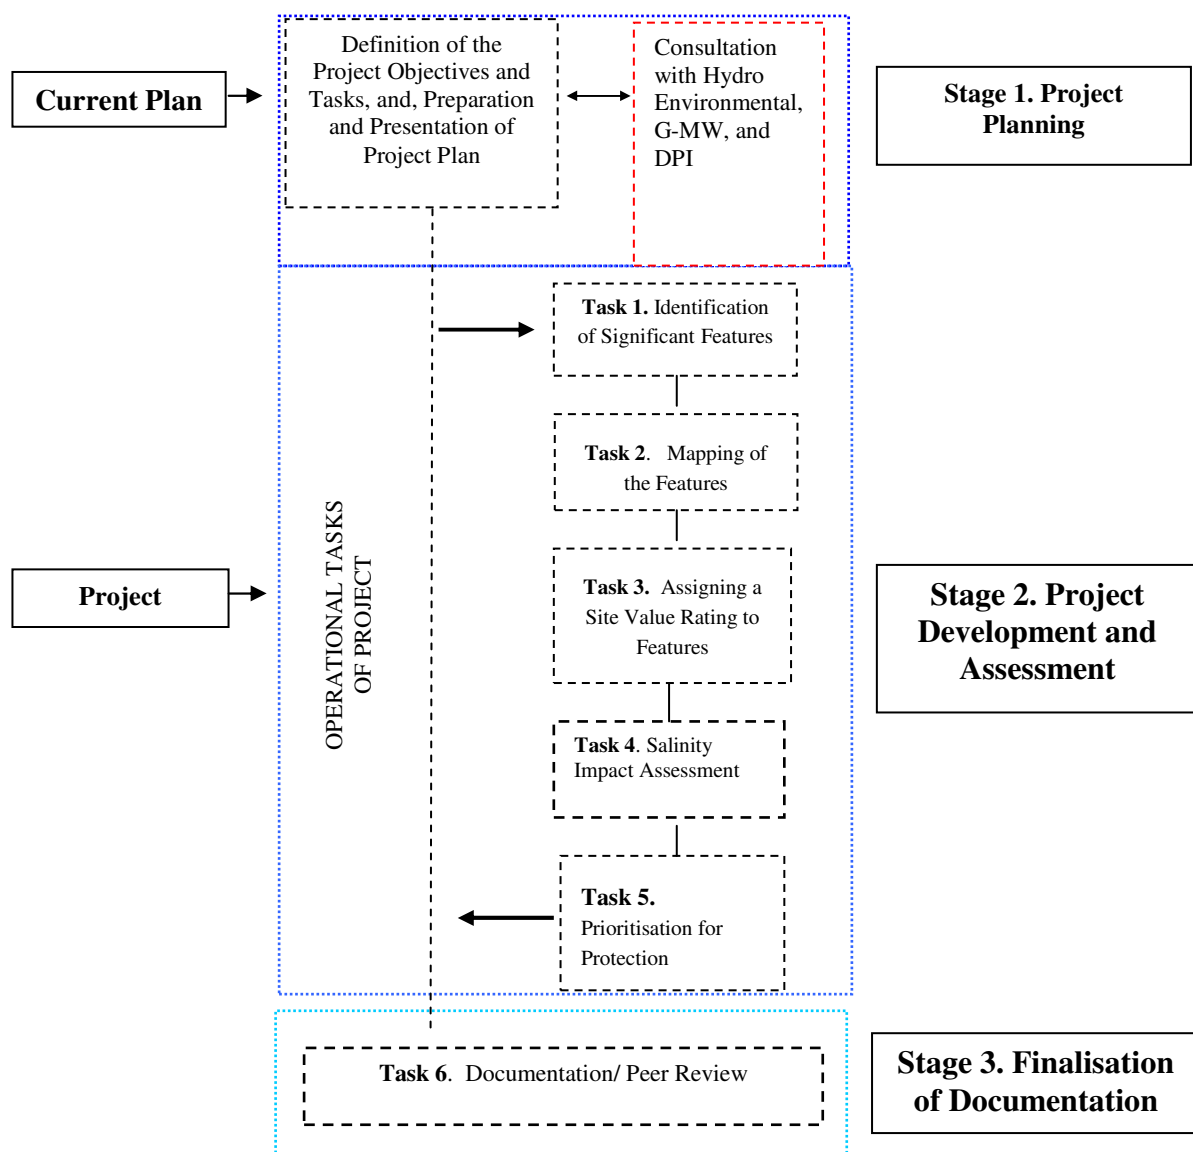 Current Plan
Definition of the
Project Objectives and
Tasks, and, Preparation
and Presentation of
Project Plan
Consultation
with Hydro
Environmental,
G-MW, and
DPI
Stage 1. Project
Planning
Task 1. Identification
of Significant Features
Task 2.   Mapping of
the Features
Project
OPERATIONAL TASKS
OF PROJECT
Task 3.  Assigning a
Site Value Rating to
Features
Stage 2. Project
Development and
Assessment
Task 4. Salinity
Impact Assessment
Task 5.
Prioritisation for
Protection
Task 6.  Documentation/ Peer Review
Stage 3. Finalisation
of Documentation